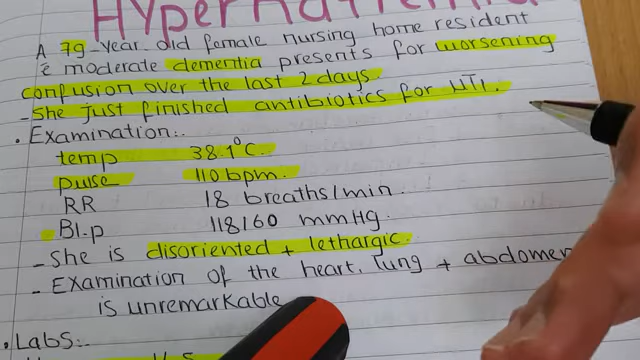 Hypernatremia
A 79-year old female nursing home resident
c̄ moderate dementia presents for worsening
confusion over the last 2 days
- She just finished antibiotics for UTI.
• Examination:.
temp 38.1°C
pulse 110 bpm.
RR 18 breaths/min.
Bl.p 118/60 mmHg.
- She is disoriented + lethargic.
- Examination of the heart, lung + abdomen
is unremarkable
• Labs:.